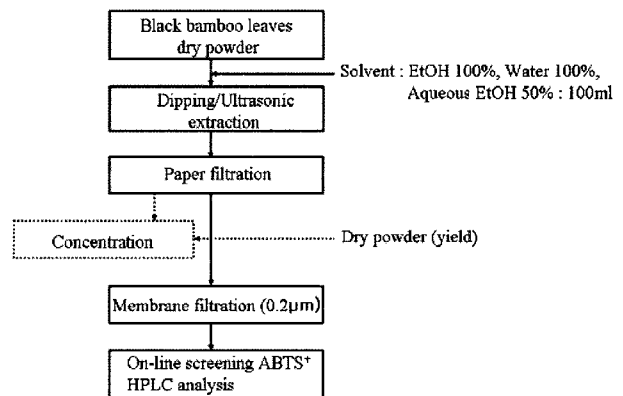 Black bamboo leaves
dry powder
Solvent : EtOH 100%, Water 100%,
Aqueous EtOH 50% : 100ml
Dipping/Ultrasonic
extraction
Paper filtration
Concentration
Dry powder (yield)
Membrane filtration (0.2μm)
On-line screening ABTS⁺
HPLC analysis